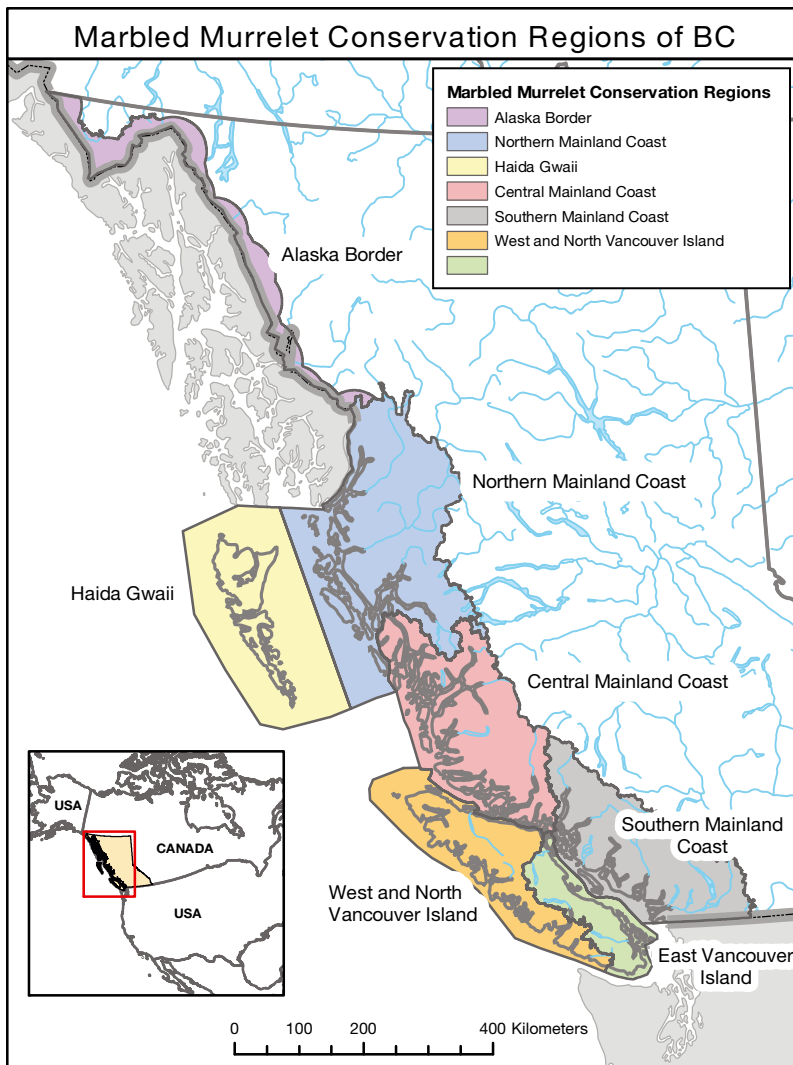 Marbled Murrelet Conservation Regions of BC
Marbled Murrelet Conservation Regions
Alaska Border
Northern Mainland Coast
Haida Gwaii
Central Mainland Coast
Southern Mainland Coast
West and North Vancouver Island
Alaska Border
Northern Mainland Coast
Haida Gwaii
Central Mainland Coast
Southern Mainland
Coast
West and North
Vancouver Island
East Vancouver
Island
USA
CANADA
USA
0 100 200 400 Kilometers